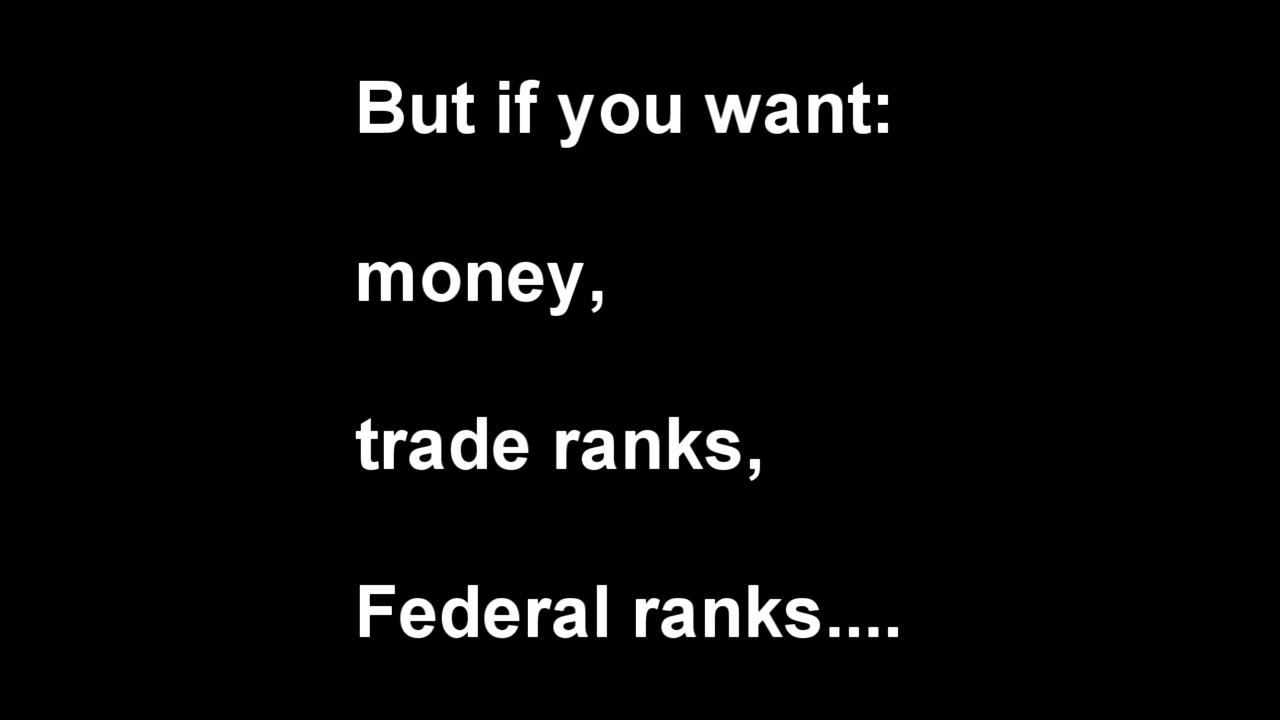 But if you want:
money,
trade ranks,
Federal ranks....